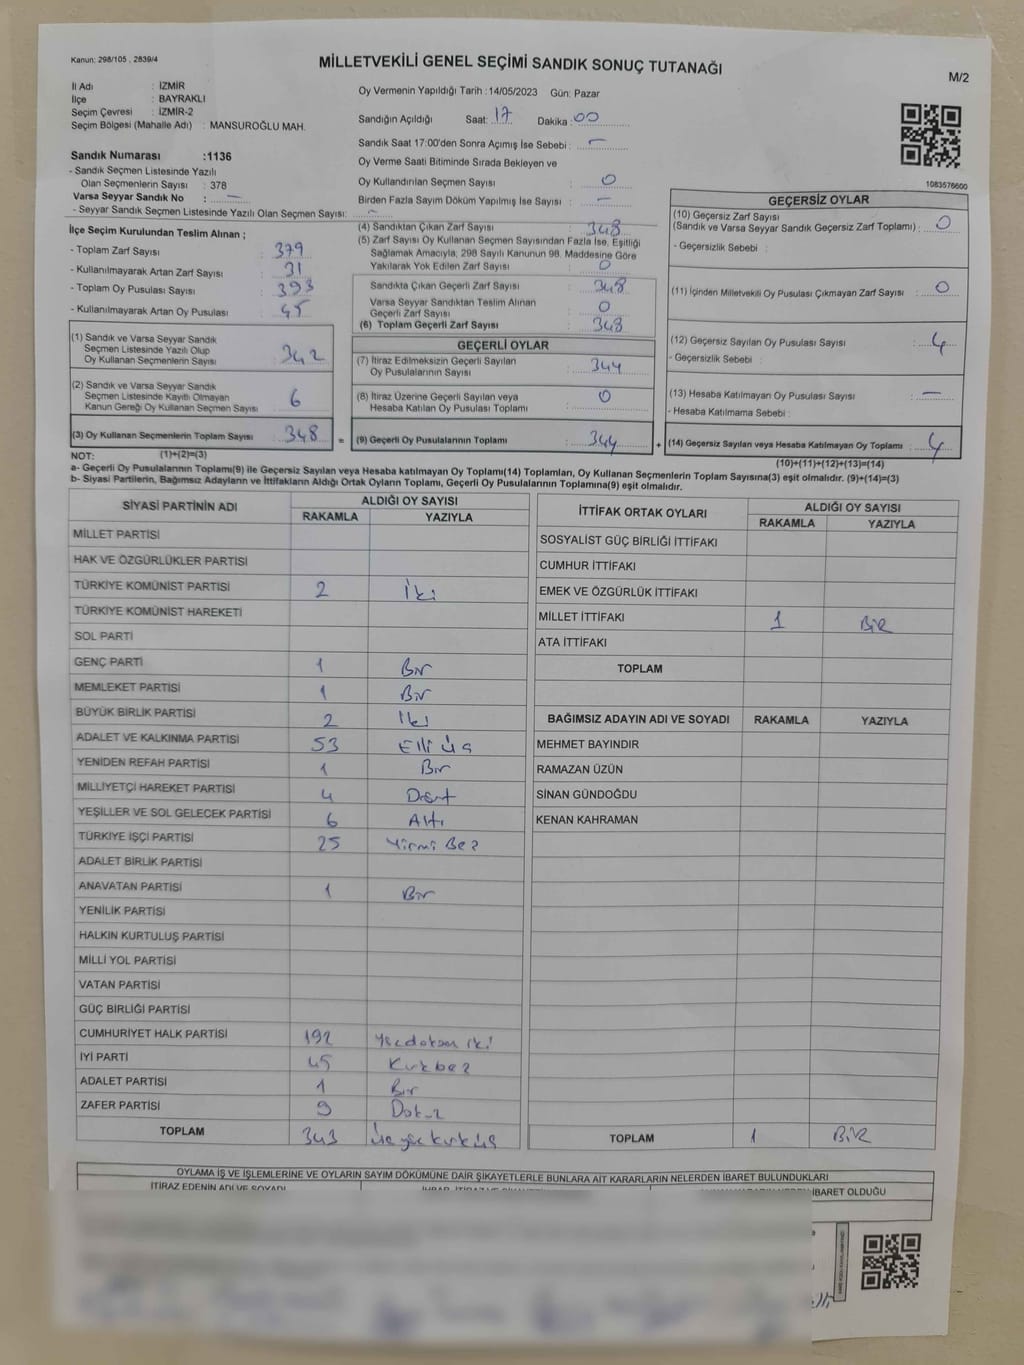 Kanun: 298/105 , 2839/4
MİLLETVEKİLİ GENEL SEÇİMİ SANDIK SONUÇ TUTANAĞI
M/2
İl Adı : İZMİR
İlçe : BAYRAKLI
Seçim Çevresi : İZMİR-2
Seçim Bölgesi (Mahalle Adı) : MANSUROĞLU MAH.
Oy Vermenin Yapıldığı Tarih : 14/05/2023 Gün: Pazar
Sandığın Açıldığı Saat: 17 Dakika : 00
Sandık Saat 17:00'den Sonra Açımış İse Sebebi : –
Oy Verme Saati Bitiminde Sırada Bekleyen ve
Oy Kullandırılan Seçmen Sayısı : 0
Birden Fazla Sayım Döküm Yapılmış İse Sayısı : –
Sandık Numarası :1136
- Sandık Seçmen Listesinde Yazılı
Olan Seçmenlerin Sayısı : 378
Varsa Seyyar Sandık No : –
- Seyyar Sandık Seçmen Listesinde Yazılı Olan Seçmen Sayısı: –
1083576600
İlçe Seçim Kurulundan Teslim Alınan ;
- Toplam Zarf Sayısı : 379
- Kullanılmayarak Artan Zarf Sayısı : 31
- Toplam Oy Pusulası Sayısı : 393
- Kullanılmayarak Artan Oy Pusulası : 45
(1) Sandık ve Varsa Seyyar Sandık
Seçmen Listesinde Yazılı Olup
Oy Kullanan Seçmenlerin Sayısı : 342
(2) Sandık ve Varsa Seyyar Sandık
Seçmen Listesinde Kayıtlı Olmayan
Kanun Gereği Oy Kullanan Seçmen Sayısı : 6
(3) Oy Kullanan Seçmenlerin Toplam Sayısı : 348
(1)+(2)=(3)
(4) Sandıktan Çıkan Zarf Sayısı : 348
(5) Zarf Sayısı Oy Kullanan Seçmen Sayısından Fazla İse, Eşitliği
Sağlamak Amacıyla, 298 Sayılı Kanunun 98. Maddesine Göre
Yakılarak Yok Edilen Zarf Sayısı : 0
Sandıkta Çıkan Geçerli Zarf Sayısı : 348
Varsa Seyyar Sandıktan Teslim Alınan
Geçerli Zarf Sayısı : 0
(6) Toplam Geçerli Zarf Sayısı : 348
GEÇERLİ OYLAR
(7) İtiraz Edilmeksizin Geçerli Sayılan
Oy Pusulalarının Sayısı : 344
(8) İtiraz Üzerine Geçerli Sayılan veya
Hesaba Katılan Oy Pusulası Toplamı : 0
= (9) Geçerli Oy Pusulalarının Toplamı : 344
GEÇERSİZ OYLAR
(10) Geçersiz Zarf Sayısı
(Sandık ve Varsa Seyyar Sandık Geçersiz Zarf Toplamı) : 0
- Geçersizlik Sebebi :
(11) İçinden Milletvekili Oy Pusulası Çıkmayan Zarf Sayısı : 0
(12) Geçersiz Sayılan Oy Pusulası Sayısı : 4
- Geçersizlik Sebebi :
(13) Hesaba Katılmayan Oy Pusulası Sayısı : –
- Hesaba Katılmama Sebebi :
+ (14) Geçersiz Sayılan veya Hesaba Katılmayan Oy Toplamı : 4
(10)+(11)+(12)+(13)=(14)
NOT:
a- Geçerli Oy Pusulalarının Toplamı(9) ile Geçersiz Sayılan veya Hesaba katılmayan Oy Toplamı(14) Toplamları, Oy Kullanan Seçmenlerin Toplam Sayısına(3) eşit olmalıdır. (9)+(14)=(3)
b- Siyasi Partilerin, Bağımsız Adayların ve İttifakların Aldığı Ortak Oyların Toplamı, Geçerli Oy Pusulalarının Toplamına(9) eşit olmalıdır.
SİYASİ PARTİNİN ADI ALDIĞI OY SAYISI
RAKAMLA YAZIYLA
MİLLET PARTİSİ
HAK VE ÖZGÜRLÜKLER PARTİSİ
TÜRKİYE KOMÜNİST PARTİSİ 2 İki
TÜRKİYE KOMÜNİST HAREKETİ
SOL PARTİ
GENÇ PARTİ 1 Bir
MEMLEKET PARTİSİ 1 Bir
BÜYÜK BİRLİK PARTİSİ 2 İki
ADALET VE KALKINMA PARTİSİ 53 Elli üç
YENİDEN REFAH PARTİSİ 1 Bir
MİLLİYETÇİ HAREKET PARTİSİ 4 Dört
YEŞİLLER VE SOL GELECEK PARTİSİ 6 Altı
TÜRKİYE İŞÇİ PARTİSİ 25 Yirmi Beş
ADALET BİRLİK PARTİSİ
ANAVATAN PARTİSİ 1 Bir
YENİLİK PARTİSİ
HALKIN KURTULUŞ PARTİSİ
MİLLİ YOL PARTİSİ
VATAN PARTİSİ
GÜÇ BİRLİĞİ PARTİSİ
CUMHURİYET HALK PARTİSİ 192 Yüzdoksan iki
İYİ PARTİ 45 Kırkbeş
ADALET PARTİSİ 1 Bir
ZAFER PARTİSİ 9 Dokuz
TOPLAM 343 Üçyüz kırküç
İTTİFAK ORTAK OYLARI ALDIĞI OY SAYISI
RAKAMLA YAZIYLA
SOSYALİST GÜÇ BİRLİĞİ İTTİFAKI
CUMHUR İTTİFAKI
EMEK VE ÖZGÜRLÜK İTTİFAKI
MİLLET İTTİFAKI 1 BİR
ATA İTTİFAKI
TOPLAM
BAĞIMSIZ ADAYIN ADI VE SOYADI RAKAMLA YAZIYLA
MEHMET BAYINDIR
RAMAZAN ÜZÜN
SİNAN GÜNDOĞDU
KENAN KAHRAMAN
TOPLAM 1 BİR
OYLAMA İŞ VE İŞLEMLERİNE VE OYLARIN SAYIM DÖKÜMÜNE DAİR ŞİKAYETLERLE BUNLARA AİT KARARLARIN NELERDEN İBARET BULUNDUKLARI
İTİRAZ EDENİN ADI VE SOYADI
İBARET OLDUĞU